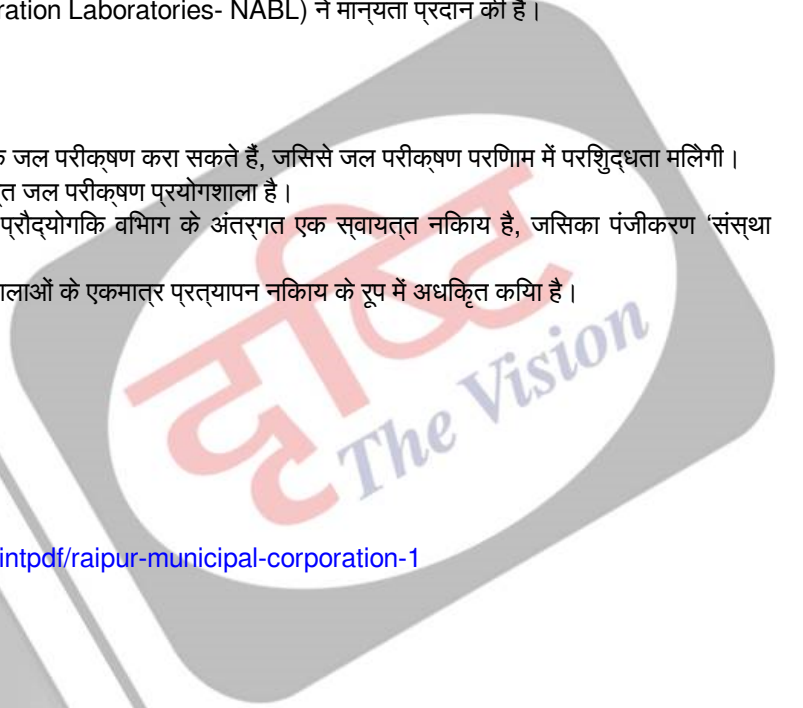 ration Laboratories- NABL) ने मान्यता प्रदान की है।
जल परीक्षण करा सकते हैं, जिससे जल परीक्षण परिणाम में परिशुद्धता मिलेगी।
जल परीक्षण प्रयोगशाला है।
प्रौद्योगिकी विभाग के अंतर्गत एक स्वायत्त निकाय है, जिसका पंजीकरण ‘संस्था
लाओं के एकमात्र प्रत्यापन निकाय के रूप में अधिकृत किया है।
दृष्टि
The Vision
intpdf/raipur-municipal-corporation-1